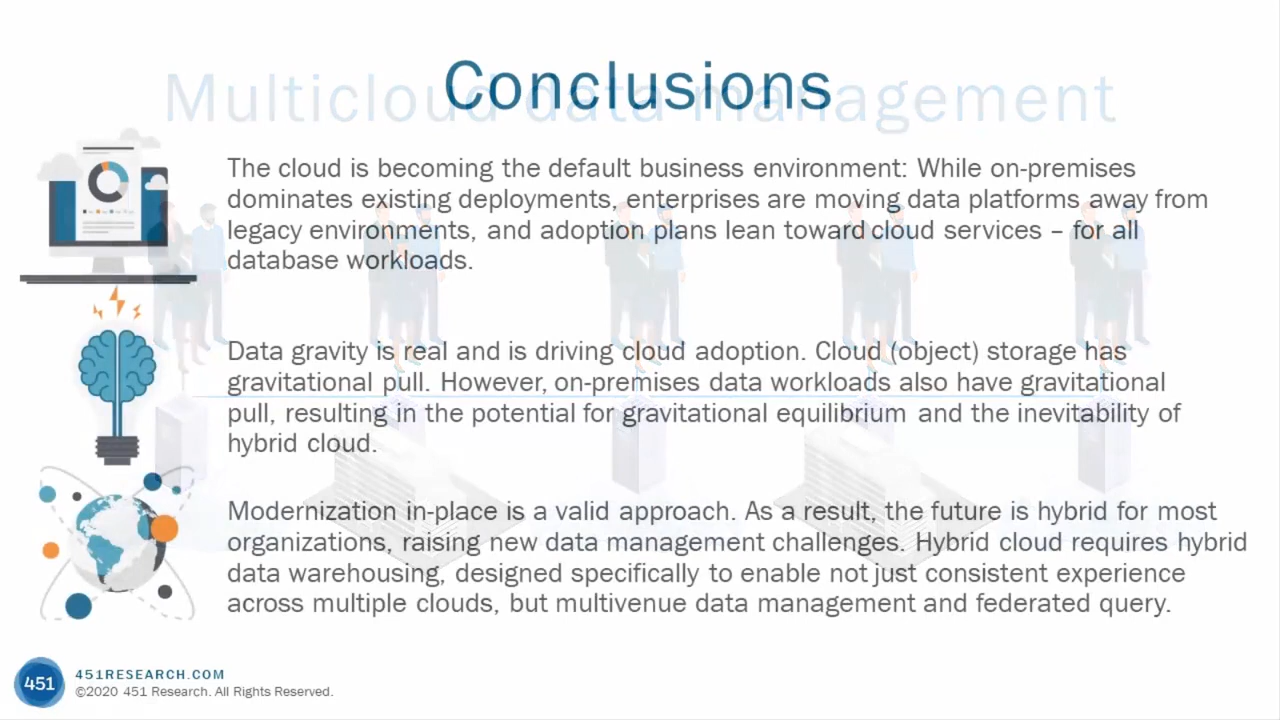 Multicloud data management
Conclusions
The cloud is becoming the default business environment: While on-premises
dominates existing deployments, enterprises are moving data platforms away from
legacy environments, and adoption plans lean toward cloud services – for all
database workloads.
Data gravity is real and is driving cloud adoption. Cloud (object) storage has
gravitational pull. However, on-premises data workloads also have gravitational
pull, resulting in the potential for gravitational equilibrium and the inevitability of
hybrid cloud.
Modernization in-place is a valid approach. As a result, the future is hybrid for most
organizations, raising new data management challenges. Hybrid cloud requires hybrid
data warehousing, designed specifically to enable not just consistent experience
across multiple clouds, but multivenue data management and federated query.
451
451RESEARCH.COM
©2020 451 Research. All Rights Reserved.